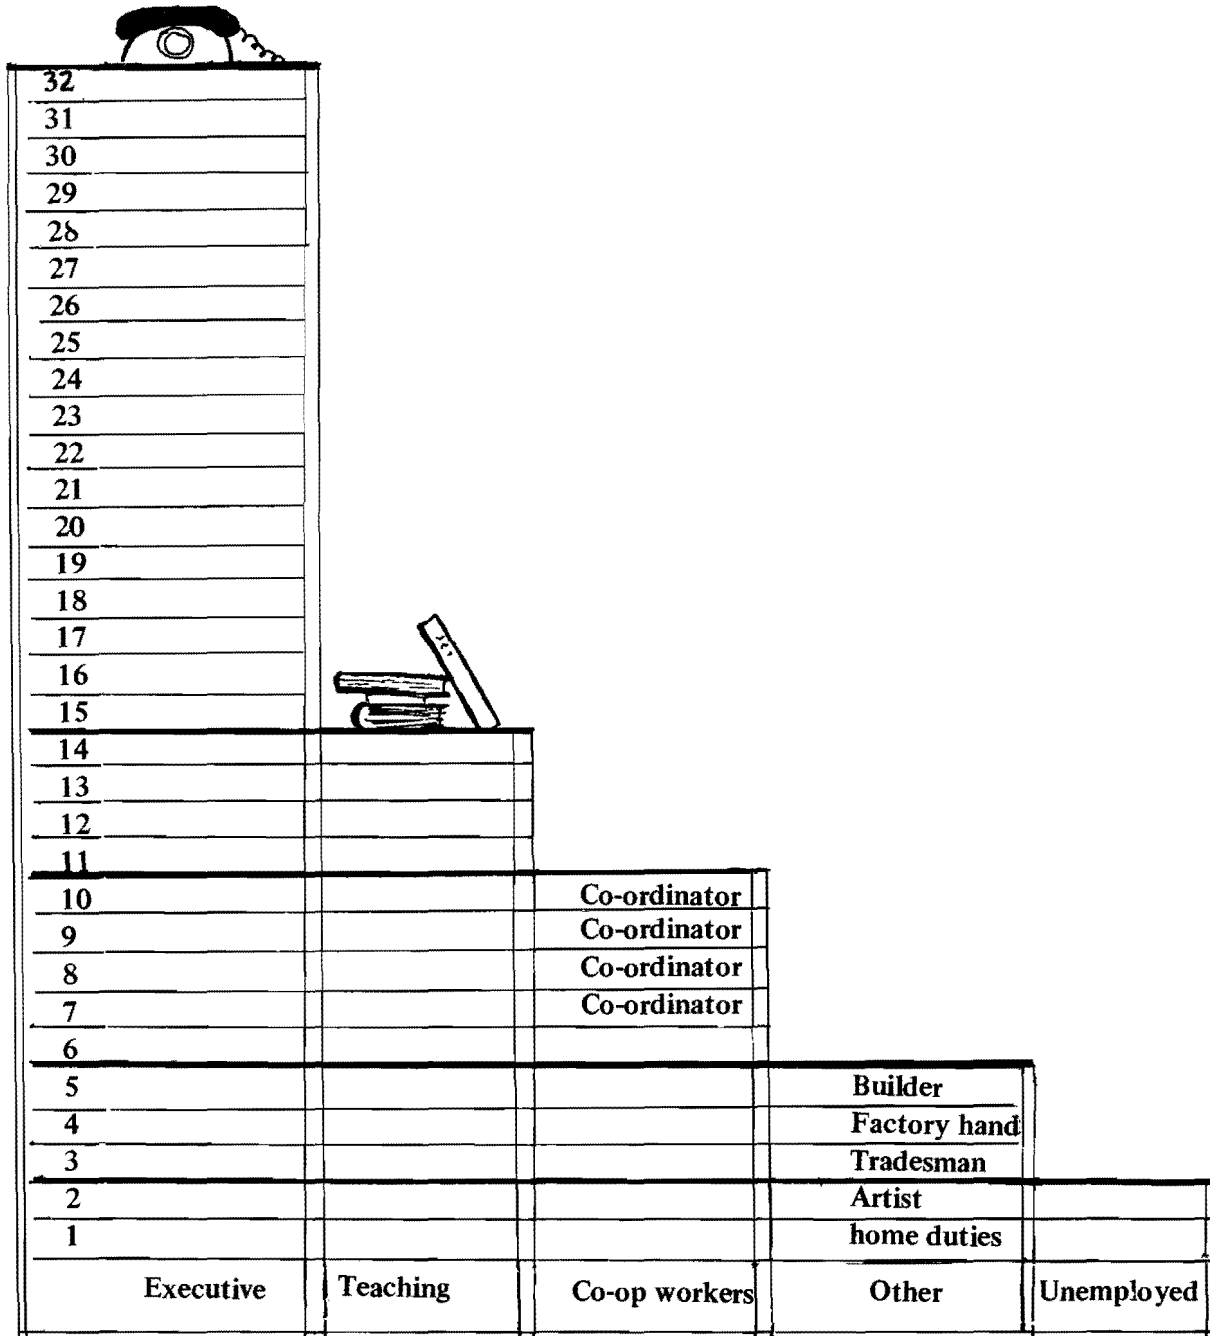 32
31
30
29
28
27
26
25
24
23
22
21
20
19
18
17
16
15
14
13
12
11
10 Co-ordinator
9 Co-ordinator
8 Co-ordinator
7 Co-ordinator
6
5 Builder
4 Factory hand
3 Tradesman
2 Artist
1 home duties
Executive Teaching Co-op workers Other Unemployed